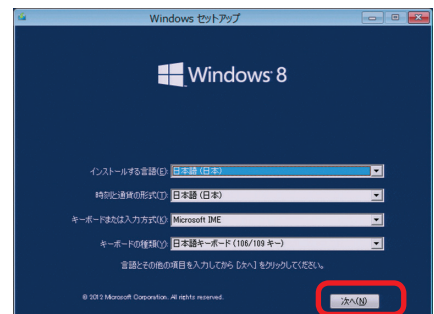 Windows セットアップ
Windows 8
インストールする言語(E): 日本語 (日本)
時刻と通貨の形式(T): 日本語 (日本)
キーボードまたは入力方式(K): Microsoft IME
キーボードの種類(Y): 日本語キーボード (106/109 キー)
言語とその他の項目を入力してから [次へ] をクリックしてください。
© 2012 Microsoft Corporation. All rights reserved.
次へ(N)